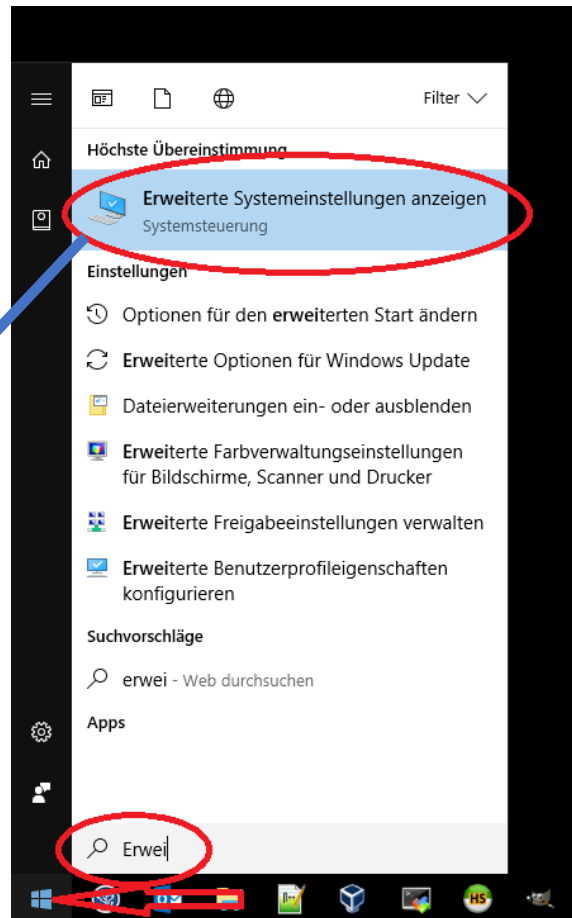 Filter
Höchste Übereinstimmung
Erweiterte Systemeinstellungen anzeigen
Systemsteuerung
Einstellungen
Optionen für den erweiterten Start ändern
Erweiterte Optionen für Windows Update
Dateierweiterungen ein- oder ausblenden
Erweiterte Farbverwaltungseinstellungen
für Bildschirme, Scanner und Drucker
Erweiterte Freigabeeinstellungen verwalten
Erweiterte Benutzerprofileigenschaften
konfigurieren
Suchvorschläge
erwei - Web durchsuchen
Apps
Erwei
HS